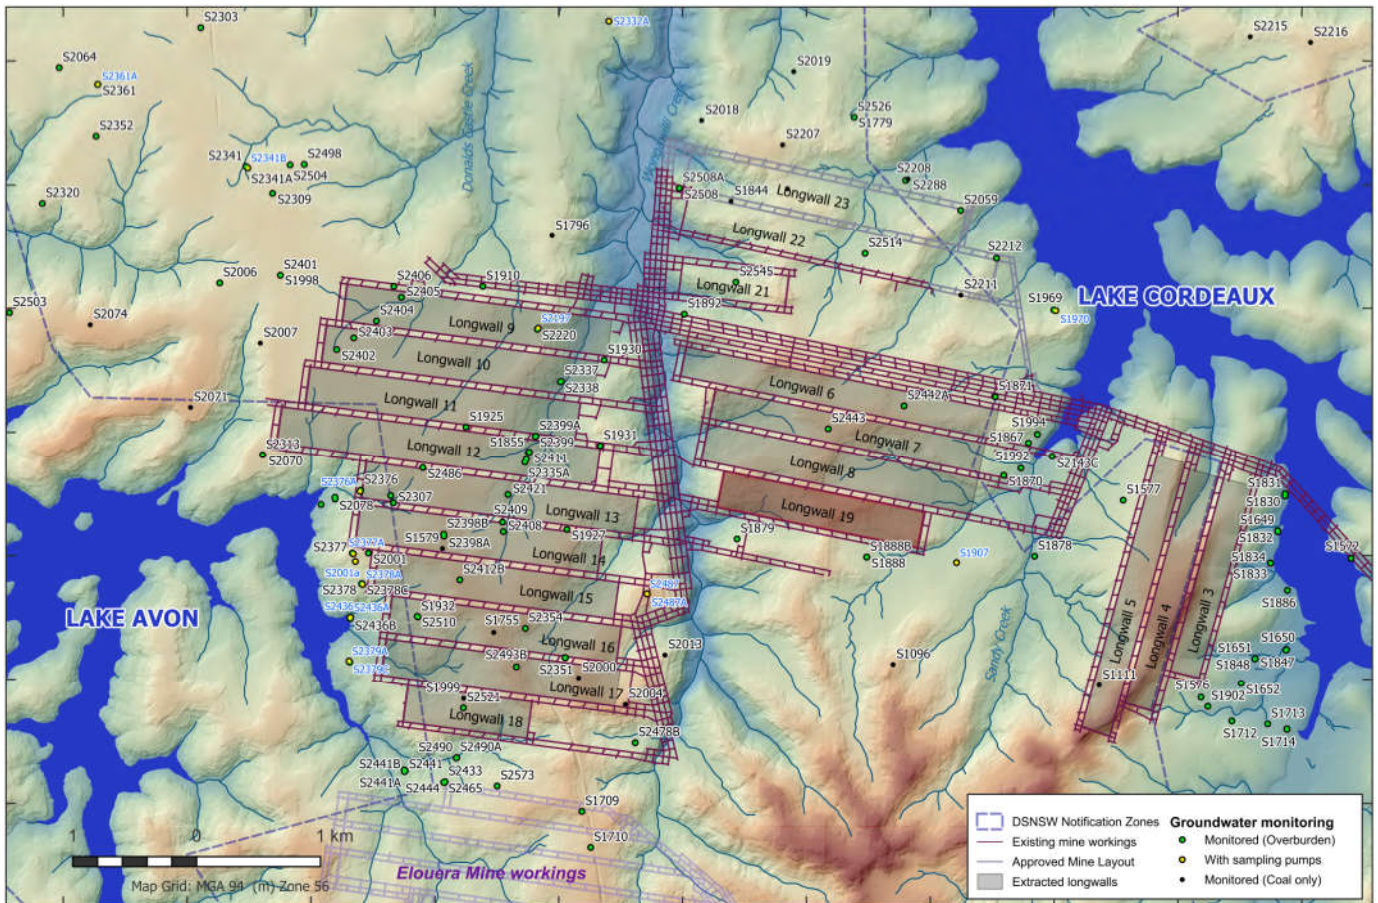 S2303
S2332A
S2215
S2216
S2064
S2361A
S2361
S2019
S2352
S2018
S2526
S1779
S2207
Donalds Castle Creek
S2341
S2341B
S2498
S2341A
S2504
S2309
S2208
S2288
S2508A
S2508
S1844
Longwall 23
S2059
S2320
S1796
Longwall 22
S2514
S2212
S2006
S2401
S1998
S2406
S2405
S1910
S2545
Longwall 21
S2211
S1969
S1970
LAKE CORDEAUX
S2503
S2074
S2404
S2403
S2402
Longwall 9
S2197
S2220
S1892
S2007
Longwall 10
S1930
S2337
S2338
Longwall 6
S2442A
S1871
S2071
Longwall 11
S1925
S2399A
S2399
S1855
S1931
S2443
Longwall 7
S1994
S1867
S2313
S2070
Longwall 12
S2411
S2335A
S2486
Longwall 8
S1992
S1870
S2143C
S2376A
S2376
S2078
S2307
S2421
S2409
Longwall 13
Longwall 19
S1577
S1831
S1830
S2398B
S2408
S1927
S1579
S2398A
S1879
S1649
S1832
S2377
S2377A
S2001
Longwall 14
S1888B
S1888
S1907
S1878
S1834
S1833
S1572
S2001a
S2378A
S2378
S2378C
S2412B
Longwall 15
S2482
S2487A
S1886
LAKE AVON
S2436
S2436A
S2436B
S1932
S2510
S1755
S2354
Longwall 16
S2013
Sandy Creek
Longwall 5
Longwall 4
Longwall 3
S2379A
S2379C
S2493B
S2351
S2000
S1096
S1651
S1650
S1848
S1847
S1999
S2521
Longwall 17
S2004
S1111
S1576
S1902
S1652
Longwall 18
S2478B
S1712
S1713
S1714
S2490
S2490A
S2441B
S2441
S2433
S2441A
S2444
S2465
S2573
S1709
S1710
1 0 1 km
Map Grid: MGA 94 (m) Zone 56
Elouera Mine workings
DSNSW Notification Zones
Existing mine workings
Approved Mine Layout
Extracted longwalls
Groundwater monitoring
Monitored (Overburden)
With sampling pumps
Monitored (Coal only)